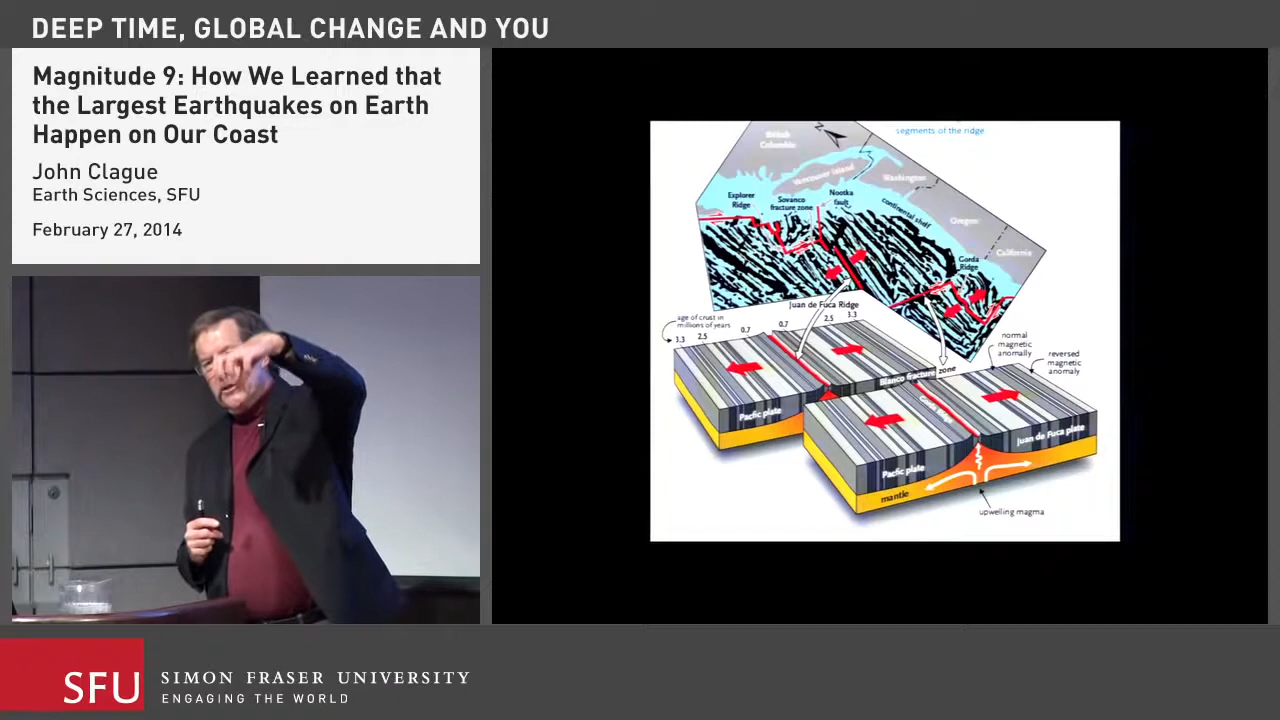 DEEP TIME, GLOBAL CHANGE AND YOU
Magnitude 9: How We Learned that
the Largest Earthquakes on Earth
Happen on Our Coast
John Clague
Earth Sciences, SFU
February 27, 2014
segments of the ridge
British
Columbia
N
Vancouver Island
Washington
Explorer
Ridge
Sovanco
fracture zone
Nootka
fault
continental shelf
Oregon
California
Gorda
Ridge
Juan de Fuca Ridge
age of crust in
millions of years
3.3 2.5 0.7 0.7 2.5 3.3
normal
magnetic
anomally
reversed
magnetic
anomaly
Blanco fracture zone
Pacfic plate
Juan de Fuca plate
Pacfic plate
mantle
upwelling magma
SFU
SIMON FRASER UNIVERSITY
ENGAGING THE WORLD